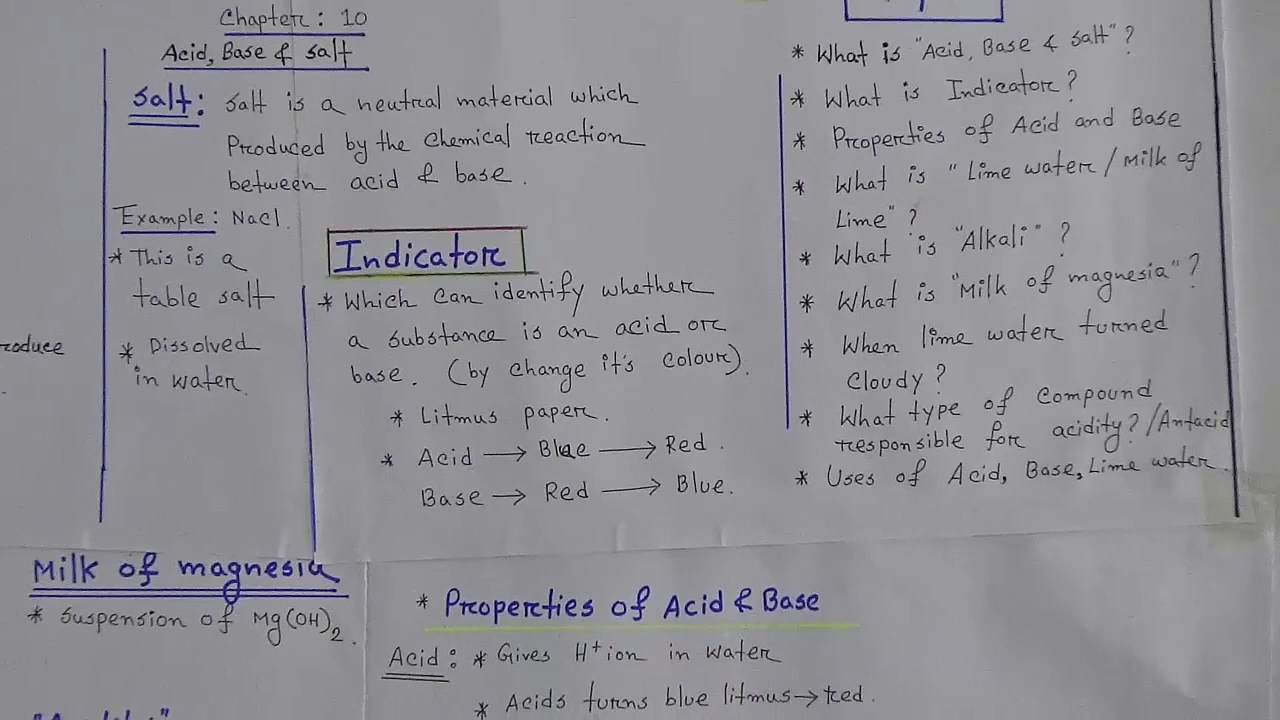 Chapter : 10
Acid, Base & Salt
Salt : Salt is a neutral material which
Produced by the Chemical reaction
between acid & base.
Example : Nacl.
* This is a
table salt
* Dissolved
in water
roduce
Indicator
* Which Can identify whether
a substance is an acid or
base. (by change it's colour).
* Litmus paper.
* Acid → Blue → Red.
Base → Red → Blue.
* What is "Acid, Base & Salt" ?
* What is Indicator ?
* Properties of Acid and Base
* What is "Lime water / Milk of
Lime" ?
* What is "Alkali" ?
* What is "Milk of magnesia" ?
* When lime water turned
Cloudy ?
* What type of Compound
responsible for acidity? /Antacid
* Uses of Acid, Base, Lime water.
Milk of magnesia
* Suspension of Mg(OH)2.
* Properties of Acid & Base
Acid : * Gives H+ ion in water
* Acids turns blue litmus → red.